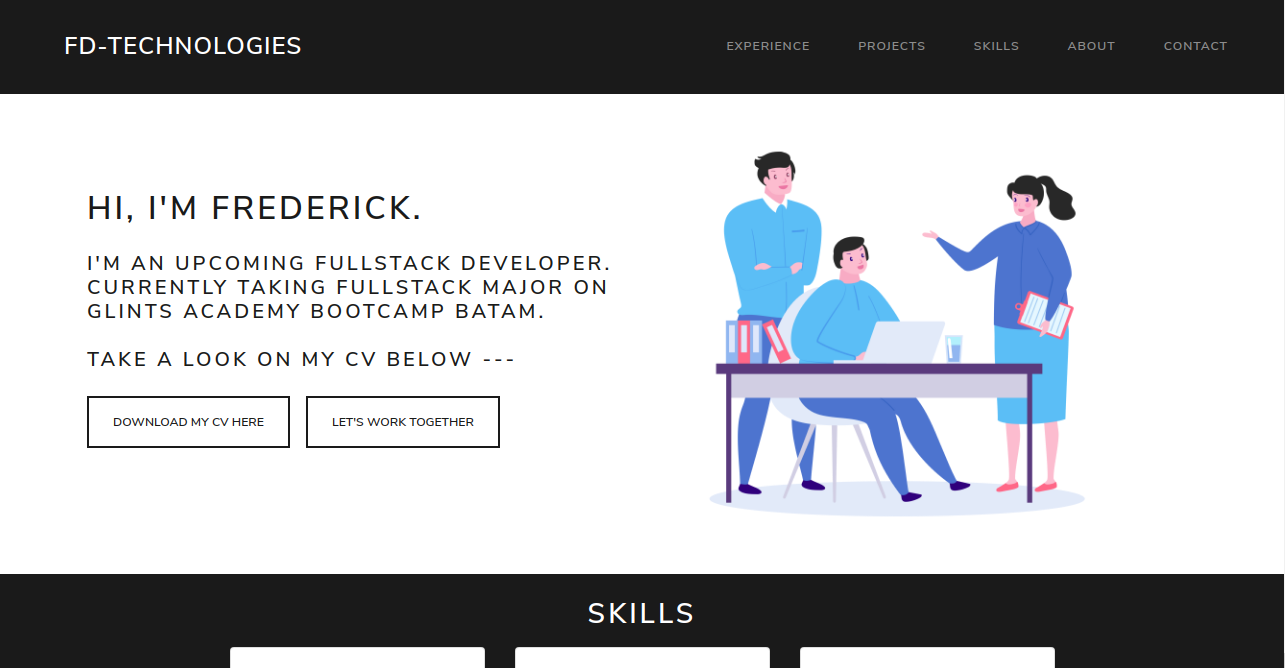 FD-TECHNOLOGIES
EXPERIENCE PROJECTS SKILLS ABOUT CONTACT
HI, I'M FREDERICK.
I'M AN UPCOMING FULLSTACK DEVELOPER.
CURRENTLY TAKING FULLSTACK MAJOR ON
GLINTS ACADEMY BOOTCAMP BATAM.
TAKE A LOOK ON MY CV BELOW ---
DOWNLOAD MY CV HERE LET'S WORK TOGETHER
SKILLS